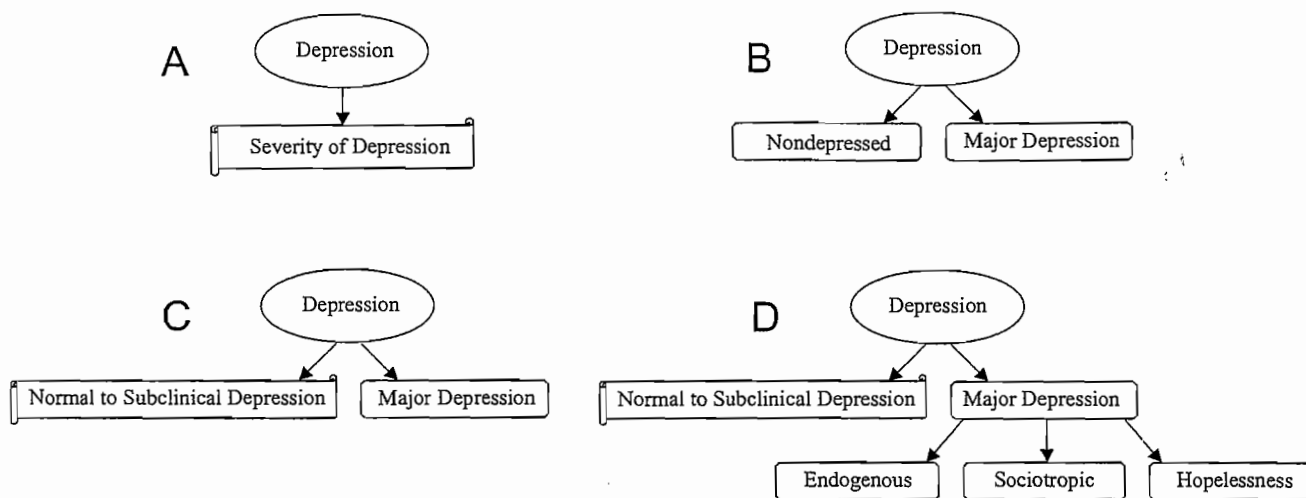 A
Depression
Severity of Depression
B
Depression
Nondepressed
Major Depression
C
Depression
Normal to Subclinical Depression
Major Depression
D
Depression
Normal to Subclinical Depression
Major Depression
Endogenous
Sociotropic
Hopelessness